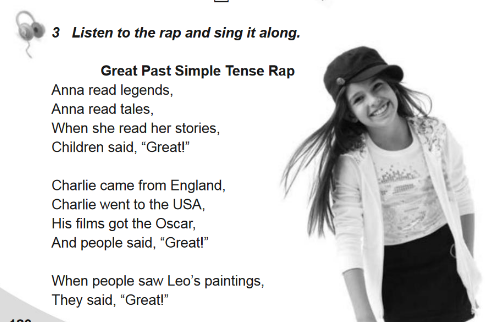 3 Listen to the rap and sing it along.
Great Past Simple Tense Rap
Anna read legends,
Anna read tales,
When she read her stories,
Children said, “Great!”
Charlie came from England,
Charlie went to the USA,
His films got the Oscar,
And people said, “Great!”
When people saw Leo’s paintings,
They said, “Great!”